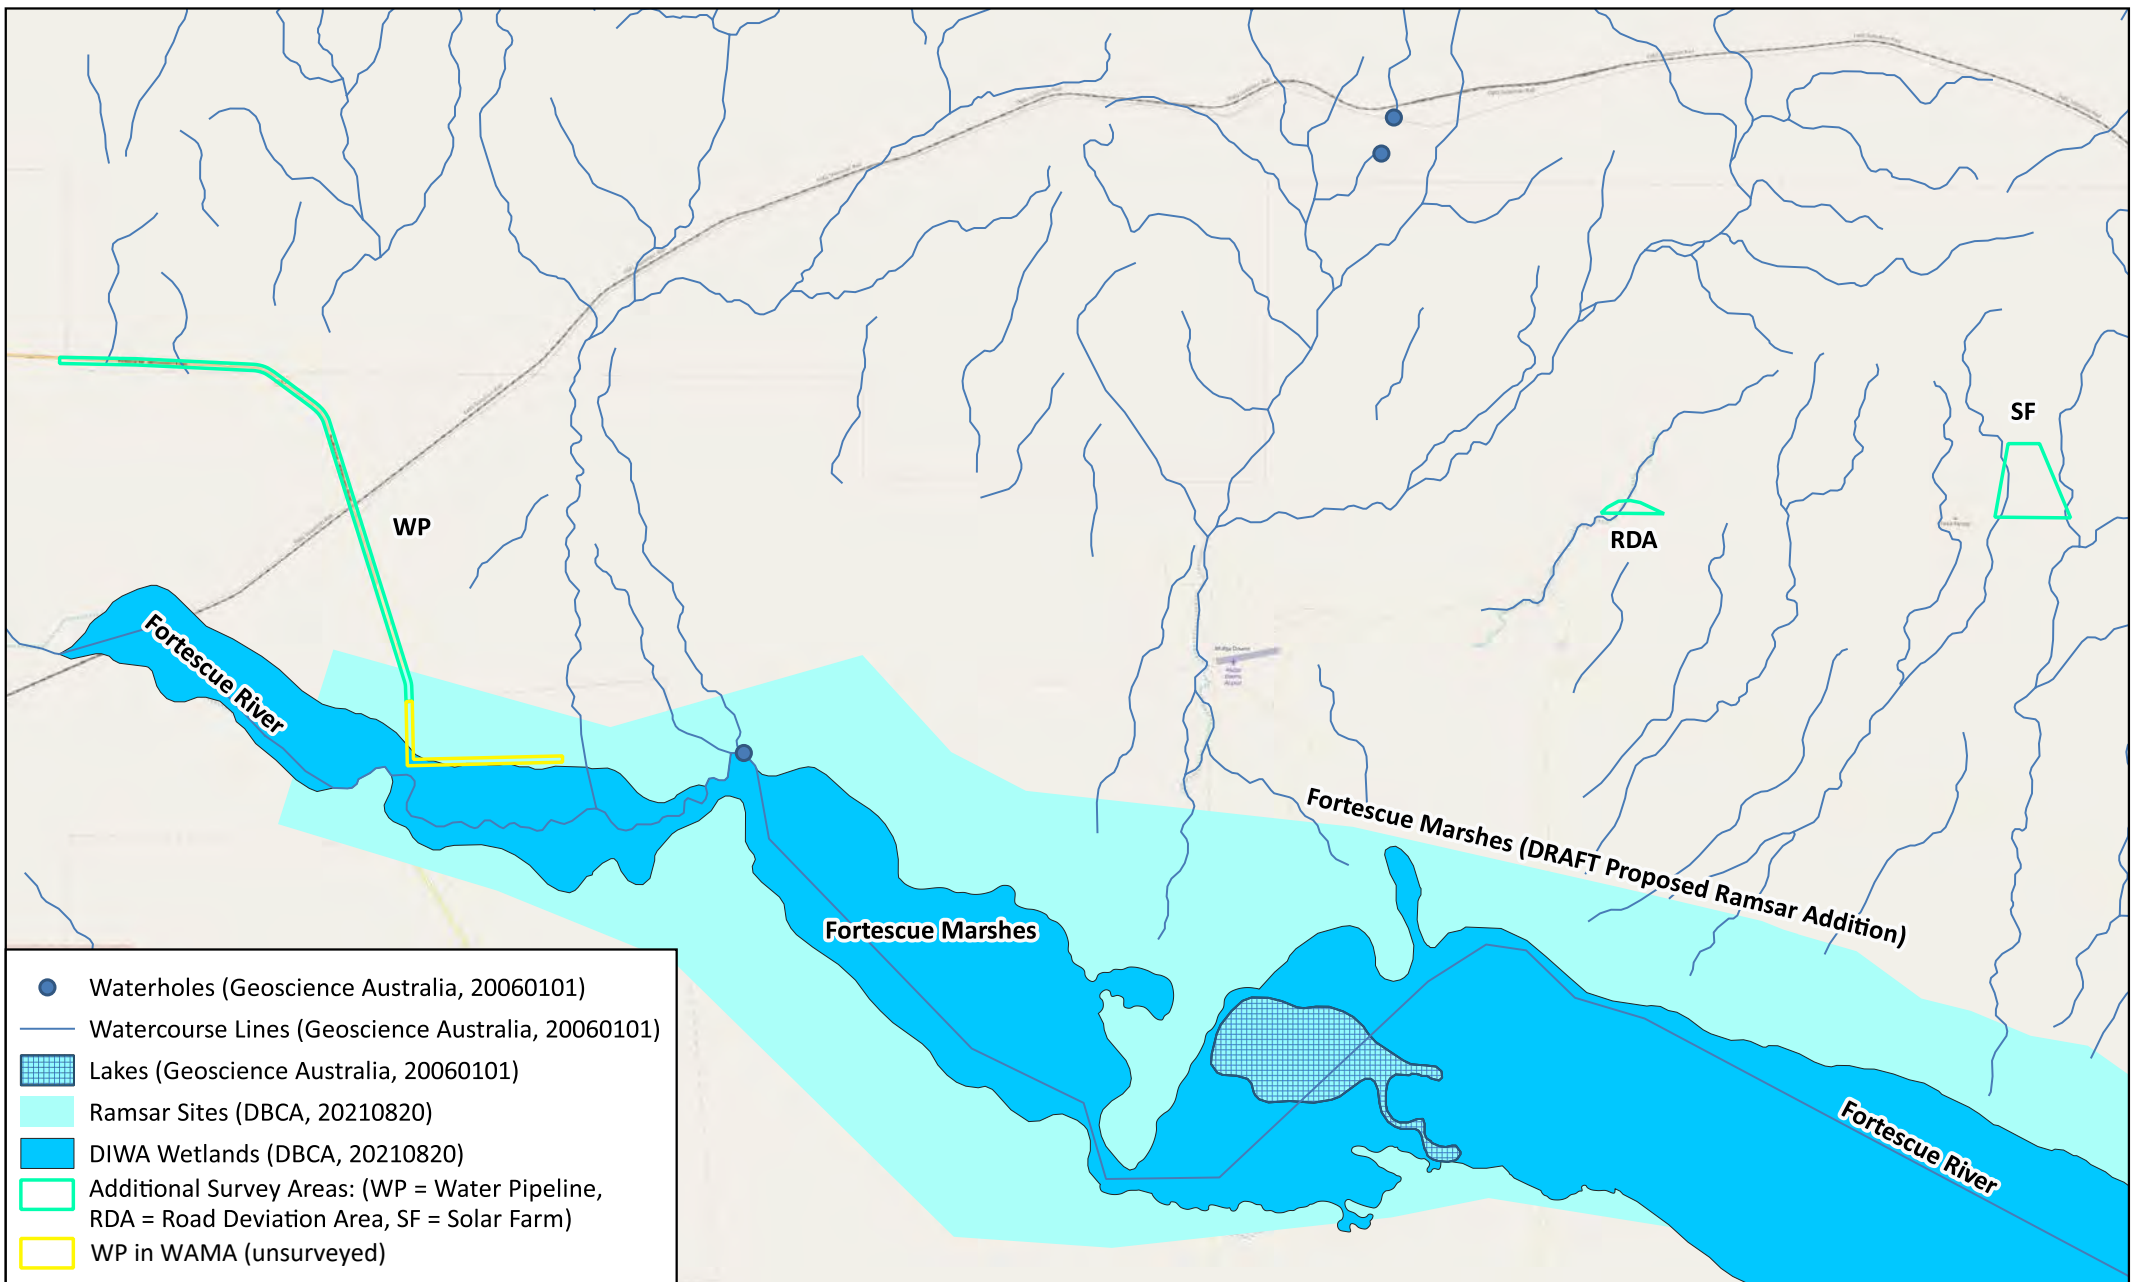 SF
WP
RDA
Fortescue River
Fortescue Marshes (DRAFT Proposed Ramsar Addition)
Fortescue Marshes
Fortescue River
Waterholes (Geoscience Australia, 20060101)
Watercourse Lines (Geoscience Australia, 20060101)
Lakes (Geoscience Australia, 20060101)
Ramsar Sites (DBCA, 20210820)
DIWA Wetlands (DBCA, 20210820)
Additional Survey Areas: (WP = Water Pipeline,
RDA = Road Deviation Area, SF = Solar Farm)
WP in WAMA (unsurveyed)